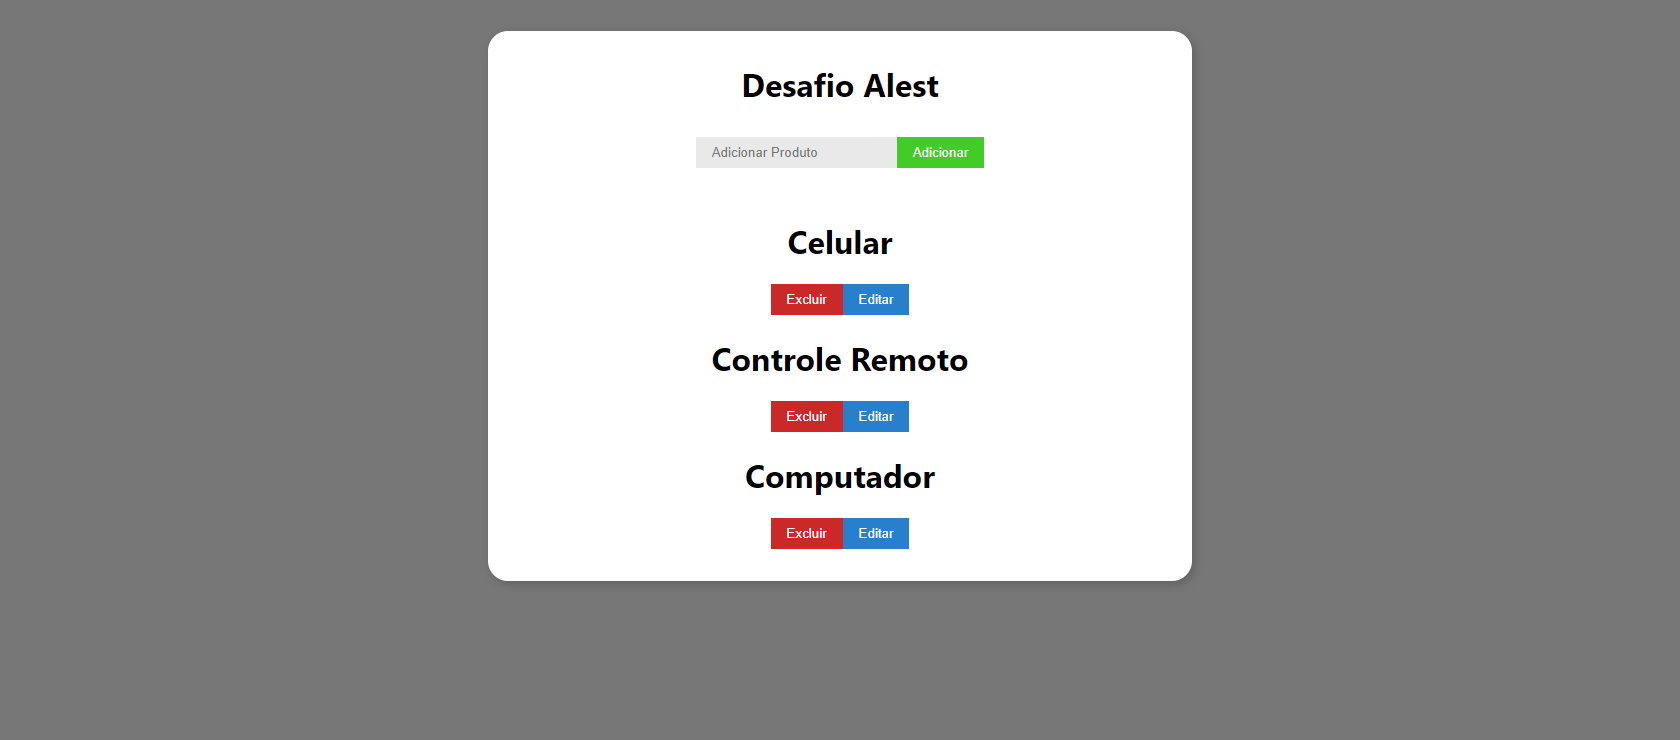 Desafio Alest
Adicionar Produto Adicionar
Celular
Excluir Editar
Controle Remoto
Excluir Editar
Computador
Excluir Editar